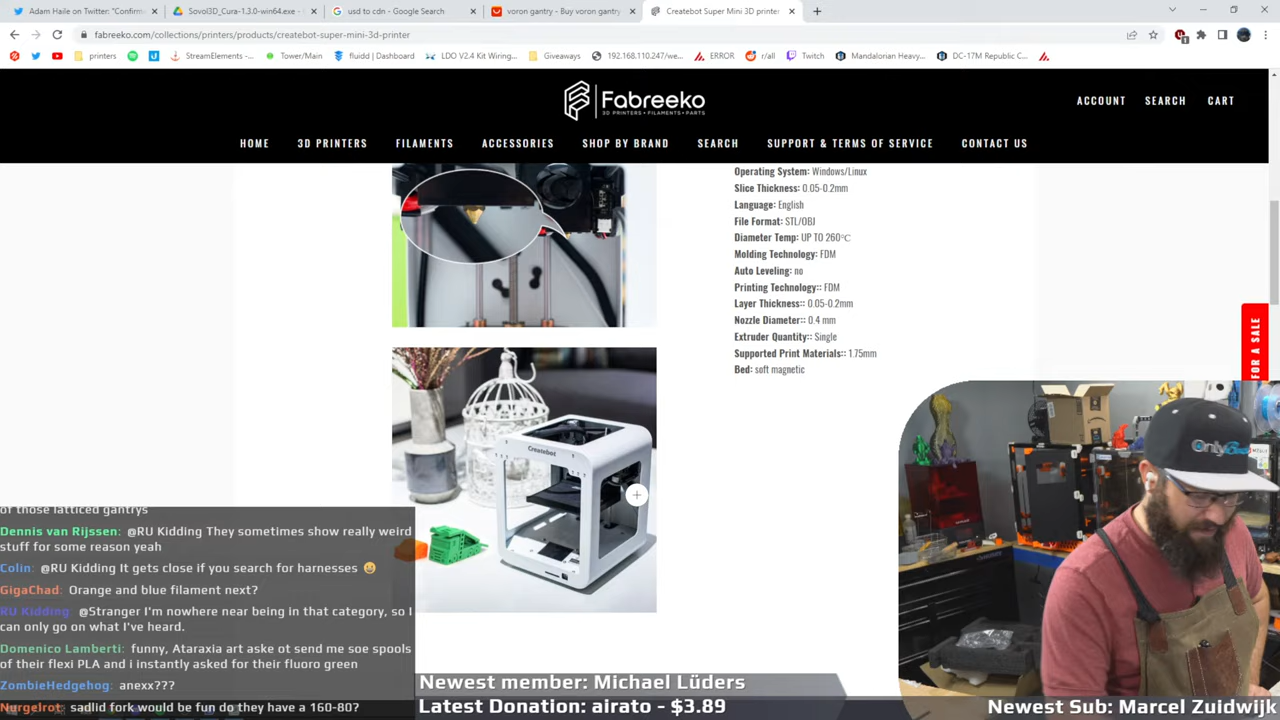 Adam Haile on Twitter: "Confirm
Sovol3D_Cura-1.3.0-win64.exe -
usd to cdn - Google Search
voron gantry - Buy voron gantry
Createbot Super Mini 3D printer
fabreeko.com/collections/printers/products/createbot-super-mini-3d-printer
printers
StreamElements -...
Tower/Main
fluidd | Dashboard
LDO V2.4 Kit Wiring...
Giveaways
192.168.110.247/we...
ERROR
r/all
Twitch
Mandalorian Heavy...
DC-17M Republic C...
Fabreeko
3D PRINTERS • FILAMENTS • PARTS
ACCOUNT SEARCH CART
HOME 3D PRINTERS FILAMENTS ACCESSORIES SHOP BY BRAND SEARCH SUPPORT & TERMS OF SERVICE CONTACT US
Operating System: Windows/Linux
Slice Thickness: 0.05-0.2mm
Language: English
File Format: STL/OBJ
Diameter Temp: UP TO 260℃
Molding Technology: FDM
Auto Leveling: no
Printing Technology:: FDM
Layer Thickness:: 0.05-0.2mm
Nozzle Diameter:: 0.4 mm
Extruder Quantity:: Single
Supported Print Materials:: 1.75mm
Bed: soft magnetic
FOR A SALE
Createbot
of those latticed gantrys
Dennis van Rijssen: @RU Kidding They sometimes show really weird
stuff for some reason yeah
Colin: @RU Kidding It gets close if you search for harnesses 😀
GigaChad: Orange and blue filament next?
RU Kidding: @Stranger I'm nowhere near being in that category, so I
can only go on what I've heard.
Domenico Lamberti: funny, Ataraxia art aske ot send me soe spools
of their flexi PLA and i instantly asked for their fluoro green
ZombieHedgehog: anexx???
Nurgelrot: sadlid fork would be fun do they have a 160-80?
Newest member: Michael Lüders
Latest Donation: airato - $3.89
Newest Sub: Marcel Zuidwijk